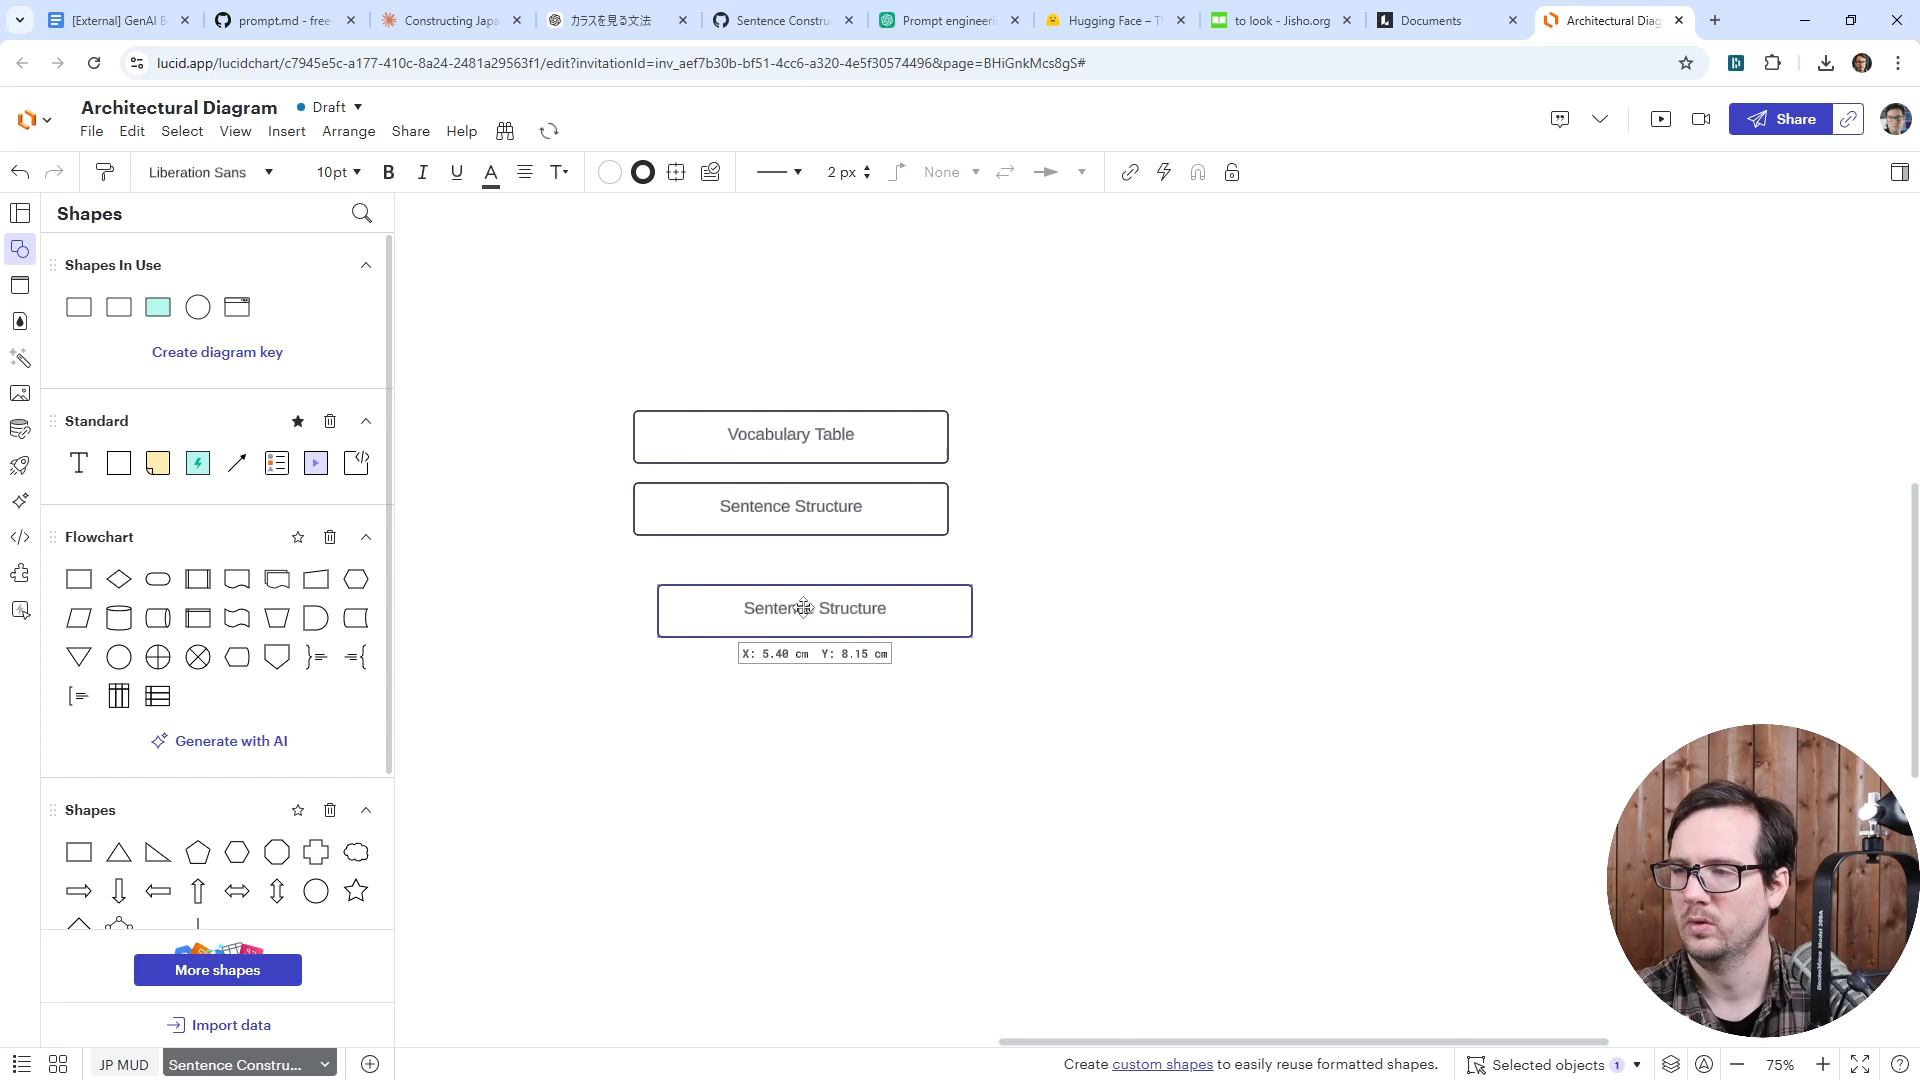 [External] GenAI B
prompt.md - free
Constructing Japa
カラスを見る文法
Sentence Constru
Prompt engineerin
Hugging Face – Th
to look - Jisho.org
Documents
Architectural Diag
lucid.app/lucidchart/c7945e5c-a177-410c-8a24-2481a29563f1/edit?invitationId=inv_aef7b30b-bf51-4cc6-a320-4e5f30574496&page=BHiGnkMcs8gS#
Architectural Diagram
Draft
File Edit Select View Insert Arrange Share Help
Share
Liberation Sans
10pt
B I U A T
2 px
None
Shapes
Shapes In Use
Create diagram key
Standard
T
Flowchart
Generate with AI
Shapes
More shapes
Import data
Vocabulary Table
Sentence Structure
Sentence Structure
X: 5.40 cm Y: 8.15 cm
JP MUD
Sentence Constru...
Create custom shapes to easily reuse formatted shapes.
Selected objects 1
75%